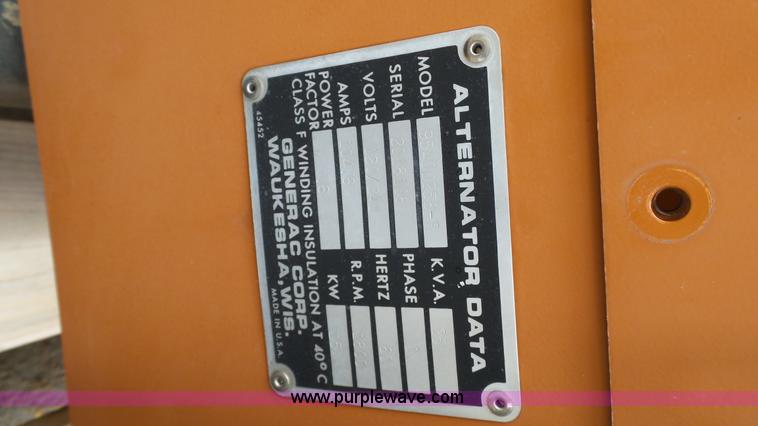 ALTERNATOR DATA
MODEL K.V.A.
SERIAL PHASE
VOLTS HERTZ
AMPS R.P.M.
POWER FACTOR KW
CLASS F WINDING INSULATION AT 40°C
GENERAC CORP.
WAUKESHA, WIS.
45452 MADE IN U.S.A.
www.purplewave.com